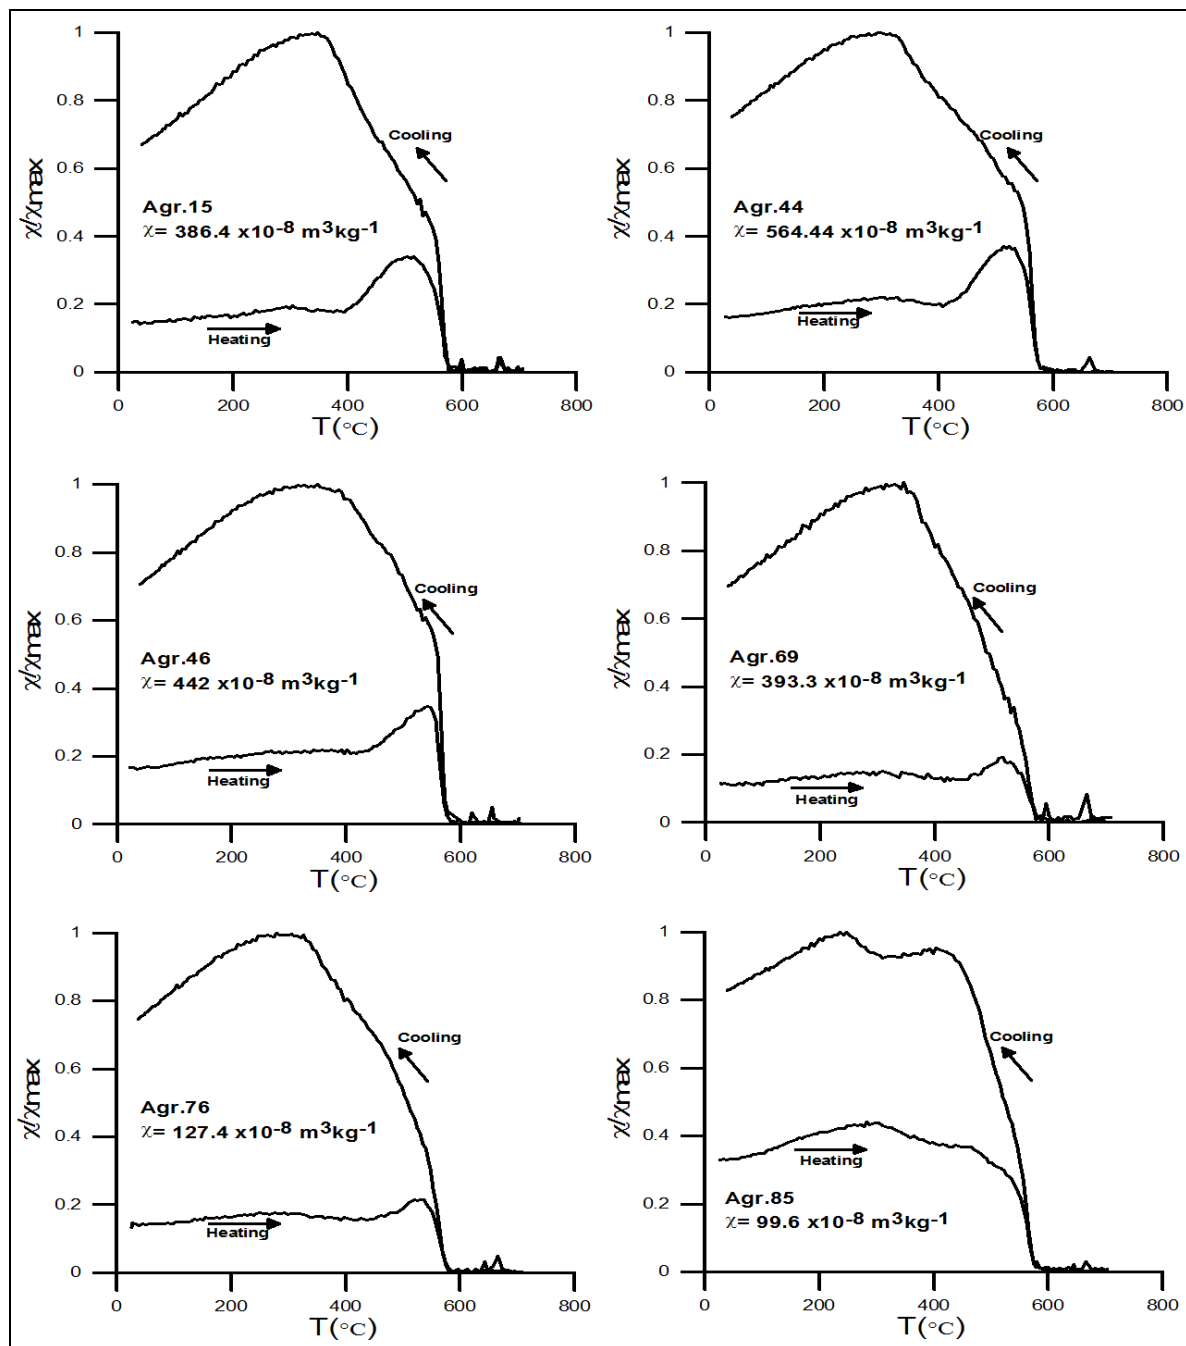 1
0.8
0.6
0.4
0.2
0
χ/χmax
Cooling
Agr.15
χ= 386.4 x10-8 m3kg-1
Heating
0 200 400 600 800
T(°C)
1
0.8
0.6
0.4
0.2
0
χ/χmax
Cooling
Agr.44
χ= 564.44 x10-8 m3kg-1
Heating
0 200 400 600 800
T(°C)
1
0.8
0.6
0.4
0.2
0
χ/χmax
Cooling
Agr.46
χ= 442 x10-8 m3kg-1
Heating
0 200 400 600 800
T(°C)
1
0.8
0.6
0.4
0.2
0
χ/χmax
Cooling
Agr.69
χ= 393.3 x10-8 m3kg-1
Heating
0 200 400 600 800
T(°C)
1
0.8
0.6
0.4
0.2
0
χ/χmax
Cooling
Agr.76
χ= 127.4 x10-8 m3kg-1
Heating
0 200 400 600 800
T(°C)
1
0.8
0.6
0.4
0.2
0
χ/χmax
Cooling
Heating
Agr.85
χ= 99.6 x10-8 m3kg-1
0 200 400 600 800
T(°C)